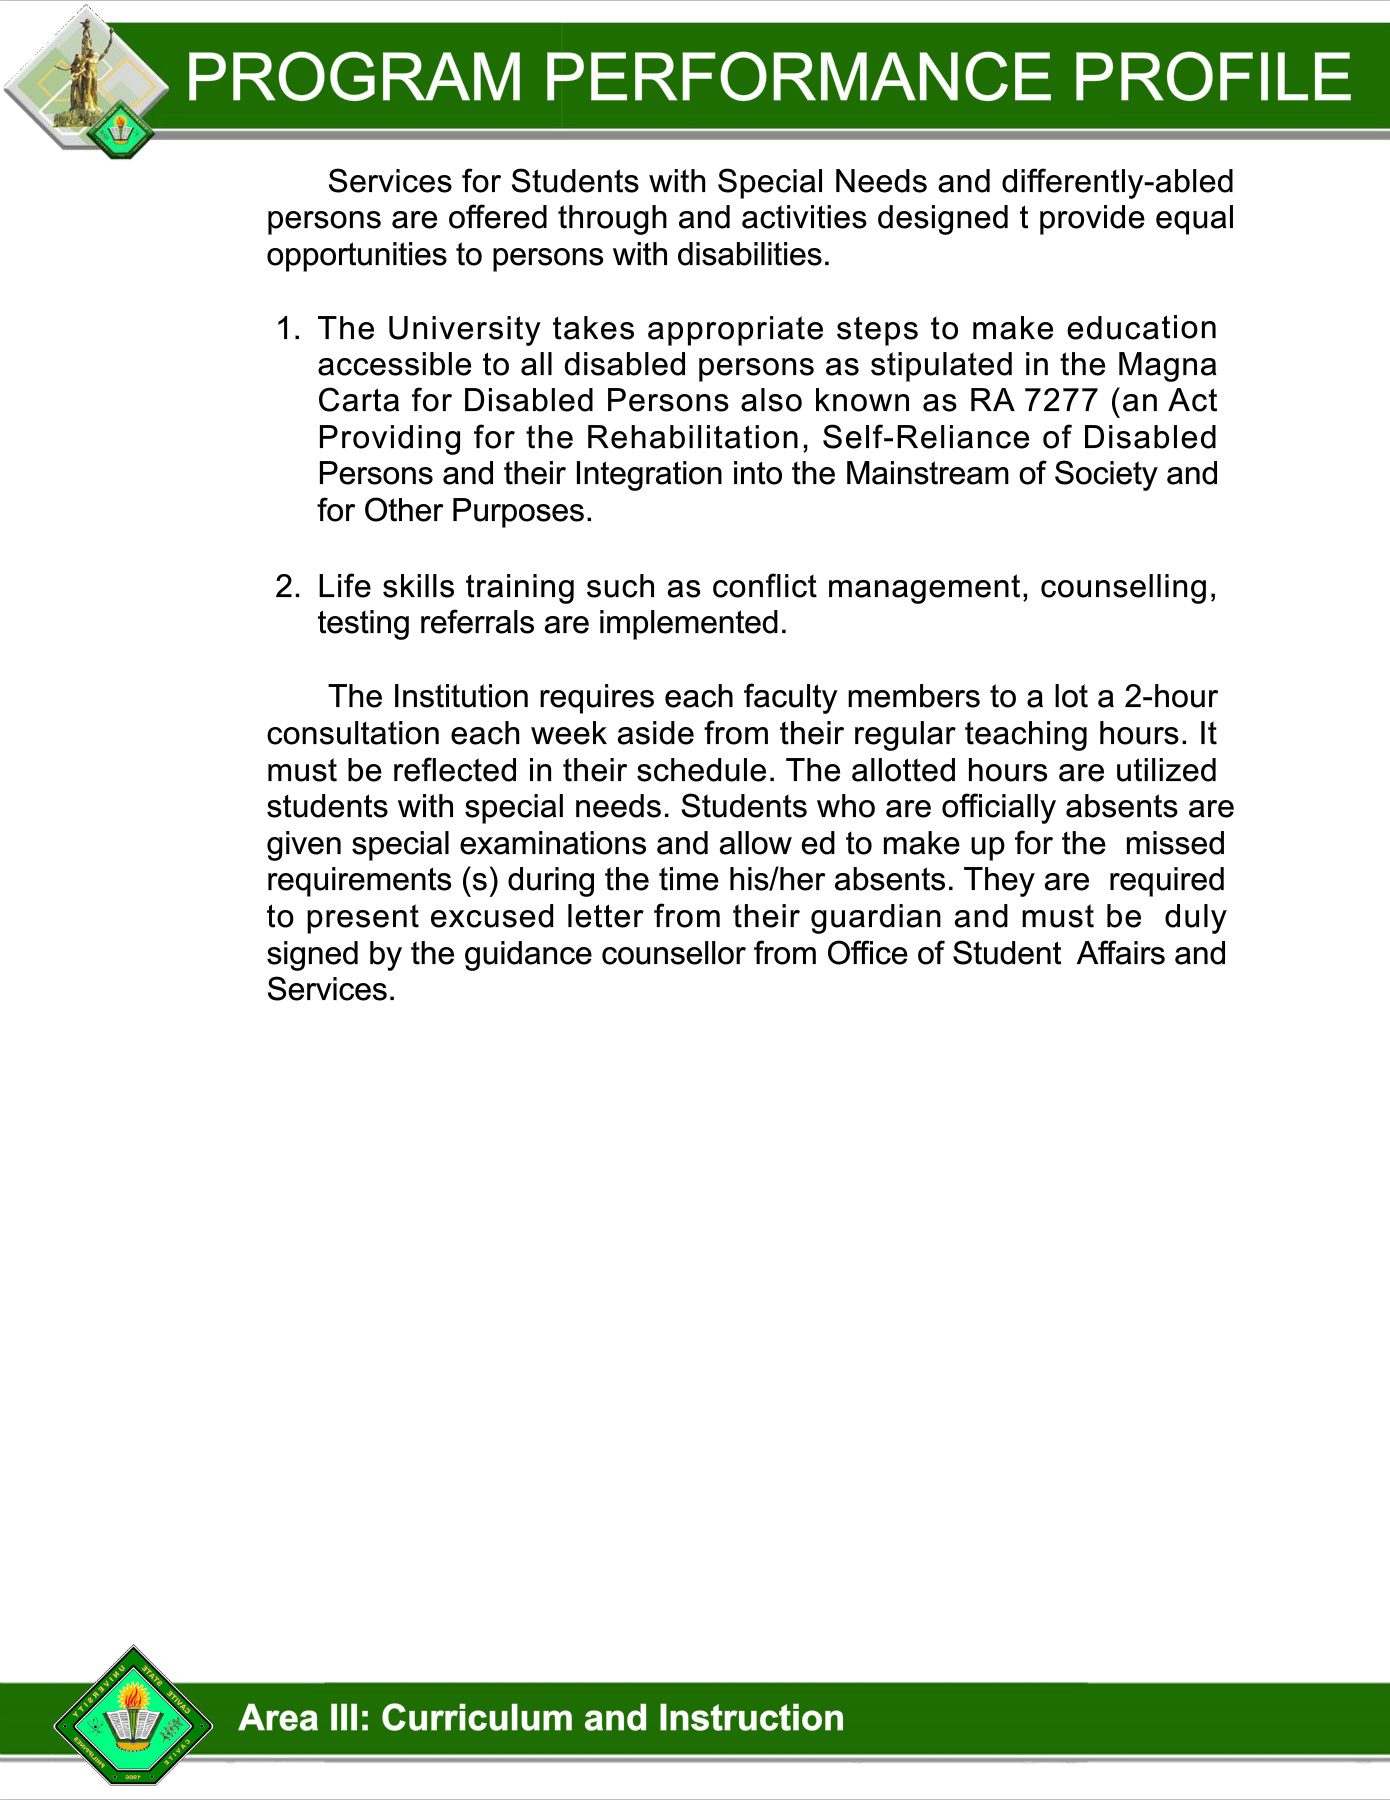 PROGRAM PERFORMANCE PROFILE
Services for Students with Special Needs and differently-abled
persons are offered through and activities designed t provide equal
opportunities to persons with disabilities.
1. The University takes appropriate steps to make education
accessible to all disabled persons as stipulated in the Magna
Carta for Disabled Persons also known as RA 7277 (an Act
Providing for the Rehabilitation, Self-Reliance of Disabled
Persons and their Integration into the Mainstream of Society and
for Other Purposes.
2. Life skills training such as conflict management, counselling,
testing referrals are implemented.
The Institution requires each faculty members to a lot a 2-hour
consultation each week aside from their regular teaching hours. It
must be reflected in their schedule. The allotted hours are utilized
students with special needs. Students who are officially absents are
given special examinations and allow ed to make up for the missed
requirements (s) during the time his/her absents. They are required
to present excused letter from their guardian and must be duly
signed by the guidance counsellor from Office of Student Affairs and
Services.
CAVITE STATE UNIVERSITY
CAVITE
PHILIPPINES
1906
Area III: Curriculum and Instruction